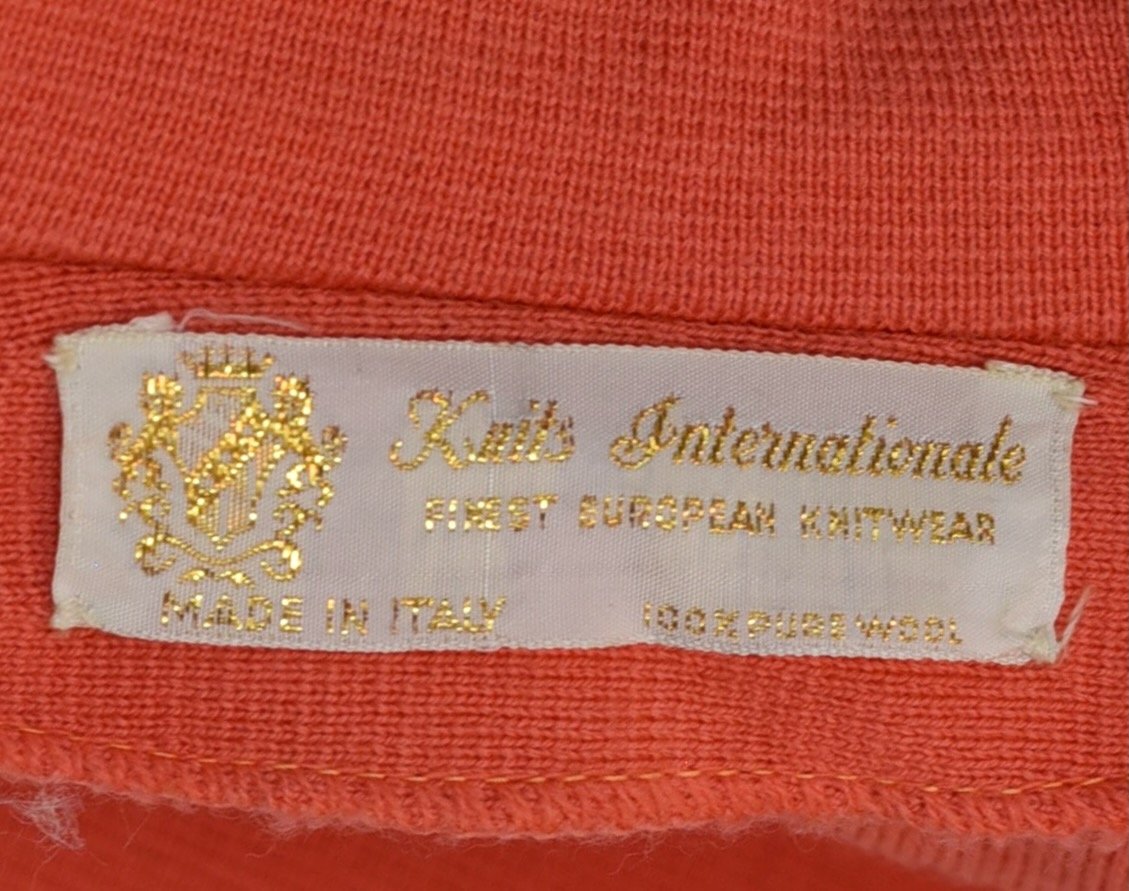 Knits Internationale
FINEST EUROPEAN KNITWEAR
MADE IN ITALY 100% PURE WOOL